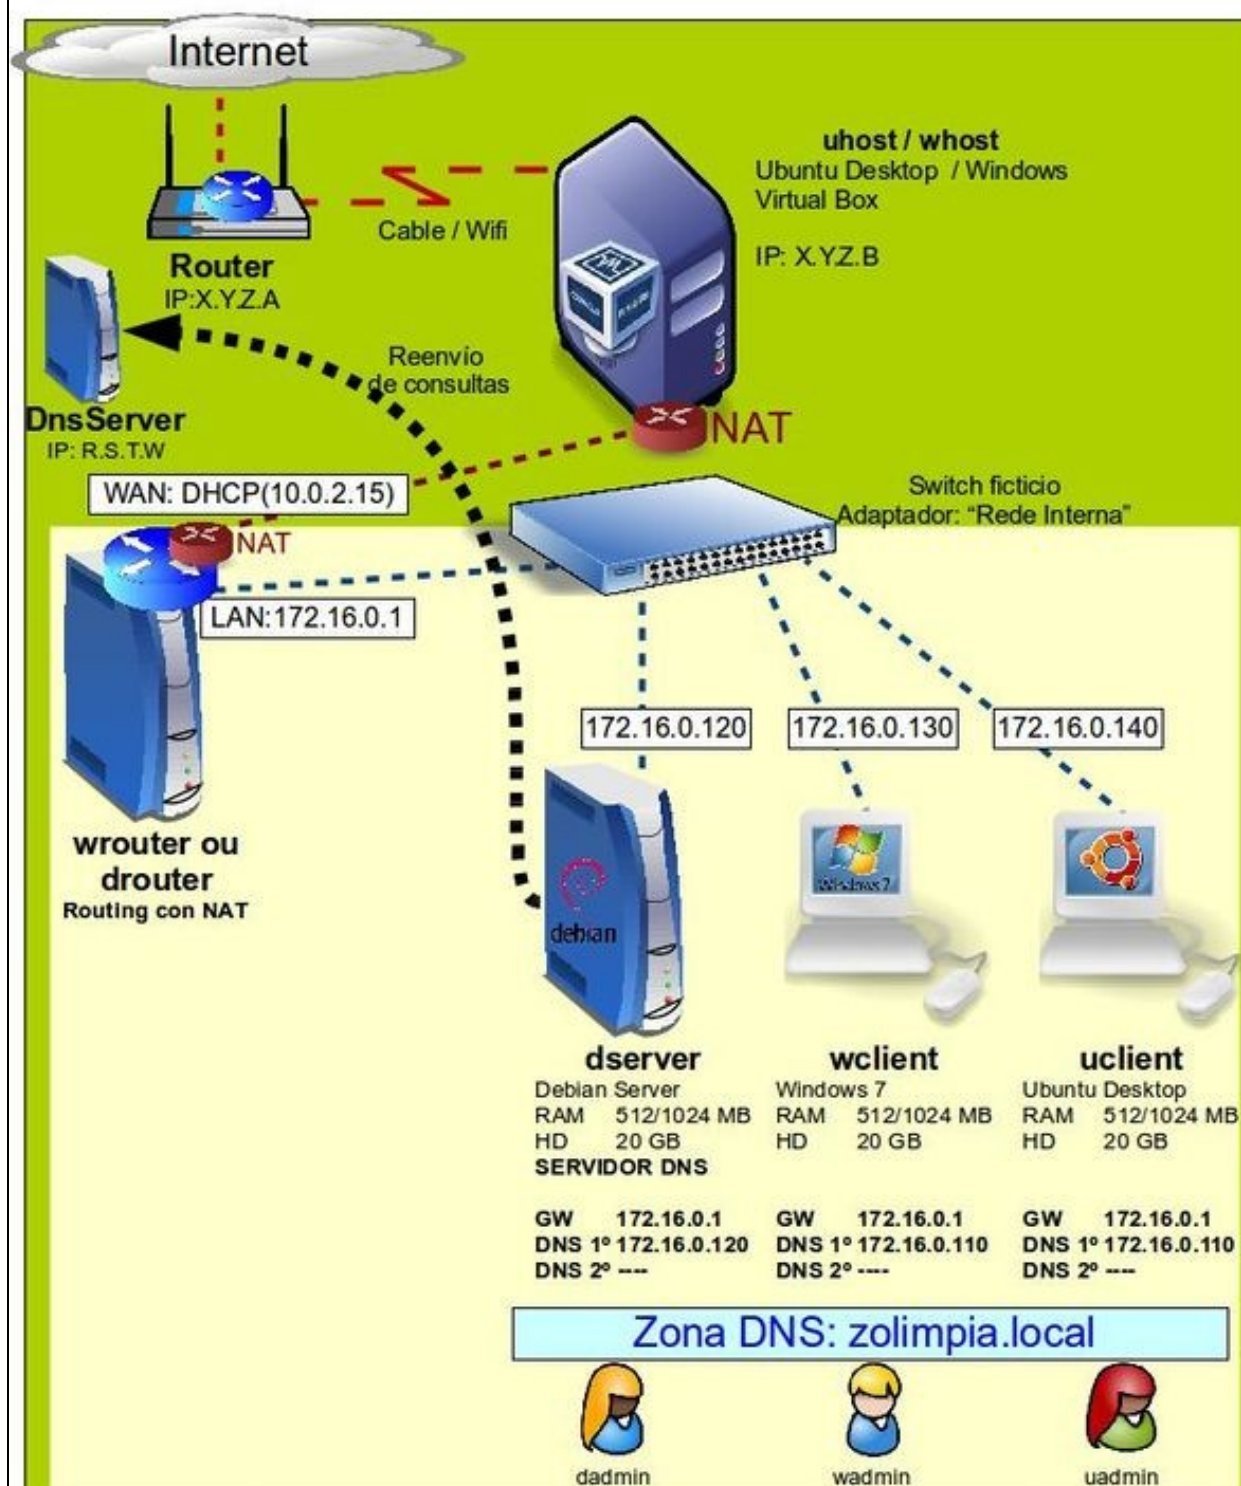 Internet
uhost / whost
Ubuntu Desktop / Windows
Virtual Box
IP: X.Y.Z.B
Cable / Wifi
Router
IP:X.Y.Z.A
Reenvío
de consultas
DnsServer
IP: R.S.T.W
NAT
WAN: DHCP(10.0.2.15)
Switch ficticio
Adaptador: “Rede Interna”
NAT
LAN:172.16.0.1
172.16.0.120
172.16.0.130
172.16.0.140
wrouter ou
drouter
Routing con NAT
debian
Windows 7
dserver
Debian Server
RAM 512/1024 MB
HD 20 GB
SERVIDOR DNS
GW 172.16.0.1
DNS 1º 172.16.0.120
DNS 2º ----
wclient
Windows 7
RAM 512/1024 MB
HD 20 GB
GW 172.16.0.1
DNS 1º 172.16.0.110
DNS 2º ----
uclient
Ubuntu Desktop
RAM 512/1024 MB
HD 20 GB
GW 172.16.0.1
DNS 1º 172.16.0.110
DNS 2º ----
Zona DNS: zolimpia.local
dadmin
wadmin
uadmin